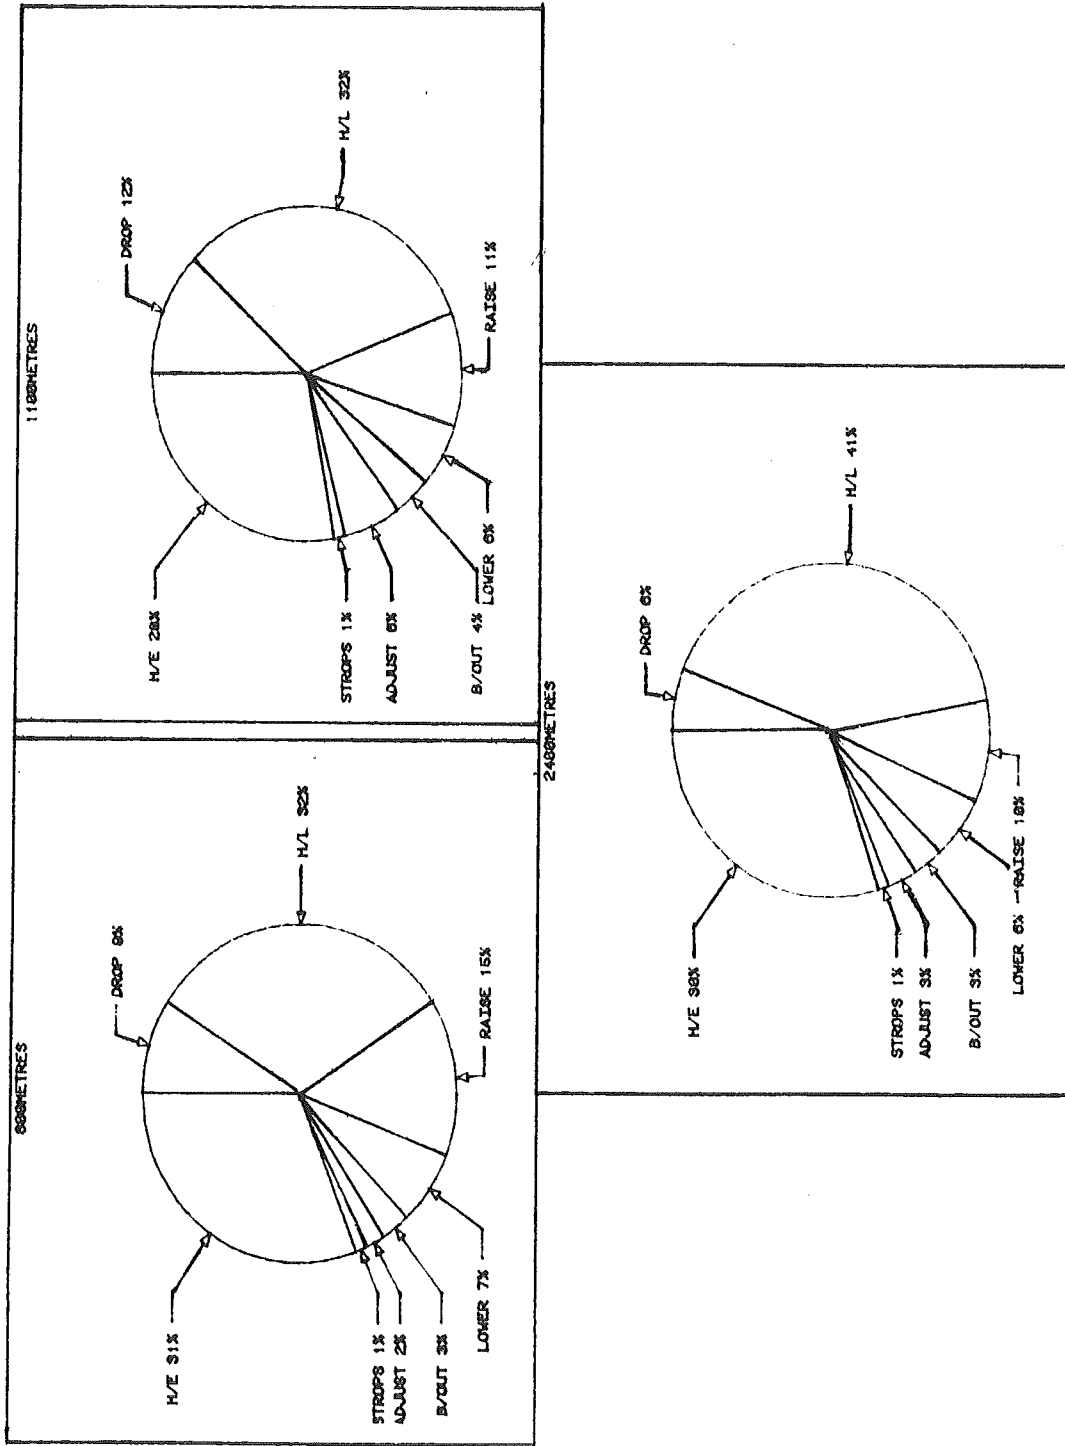 800METRES
DROP 9%
H/E 31%
H/L 32%
STROPS 1%
ADJUST 2%
B/OUT 3%
RAISE 15%
LOWER 7%
1100METRES
DROP 12%
H/E 28%
H/L 32%
STROPS 1%
ADJUST 6%
B/OUT 4%
RAISE 11%
LOWER 6%
2400METRES
DROP 6%
H/E 30%
H/L 41%
STROPS 1%
ADJUST 3%
B/OUT 3%
LOWER 6% RAISE 10%